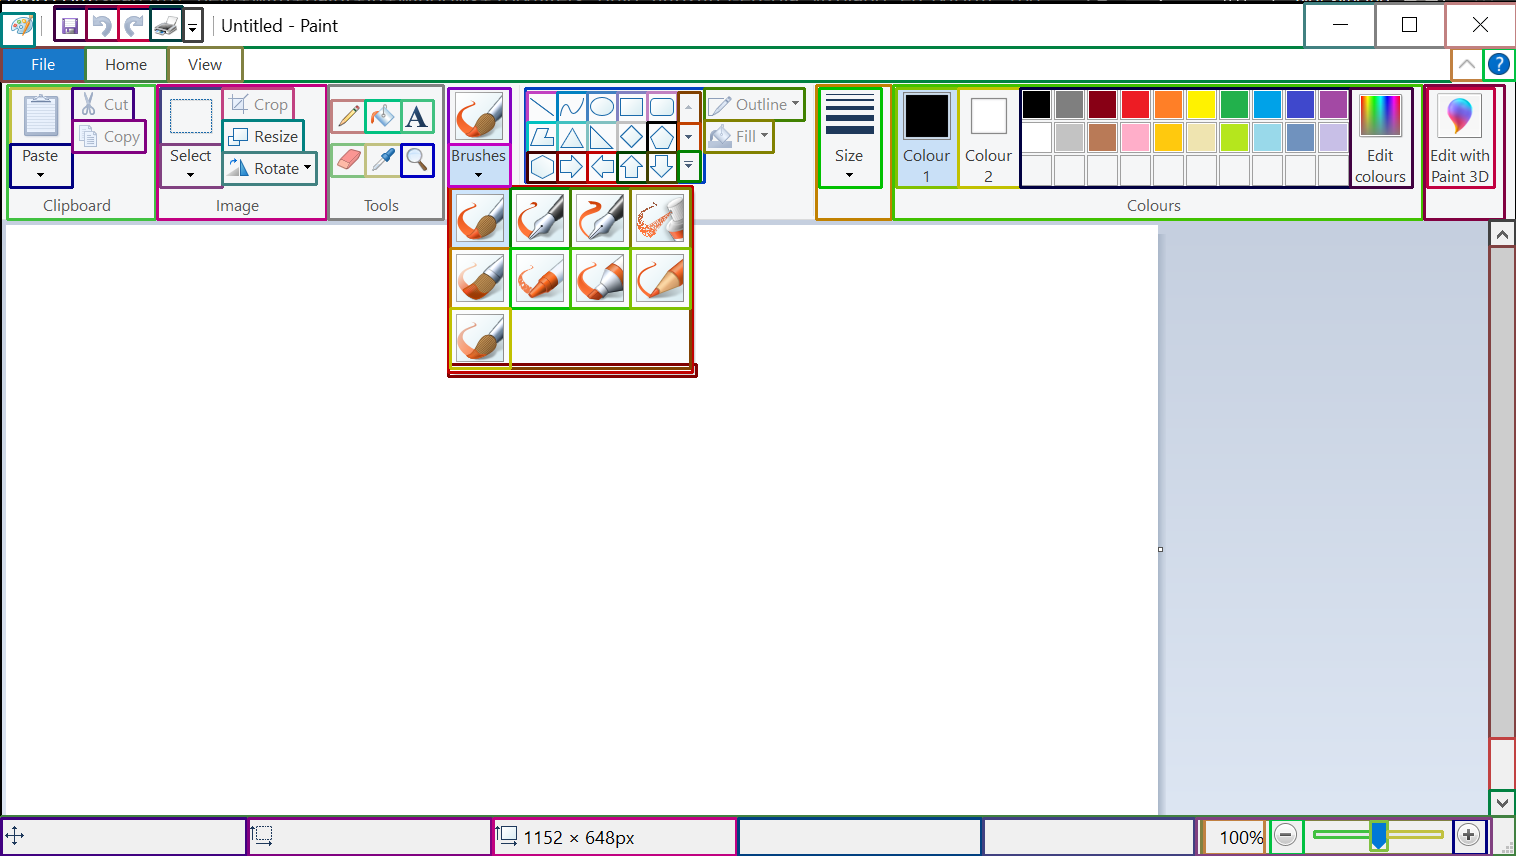 Untitled - Paint
File Home View
Cut
Copy
Paste
Clipboard
Crop
Resize
Rotate
Select
Image
A
Tools
Brushes
Outline
Fill
Size
Colour
1
Colour
2
Edit
colours
Colours
Edit with
Paint 3D
1152 × 648px
100%